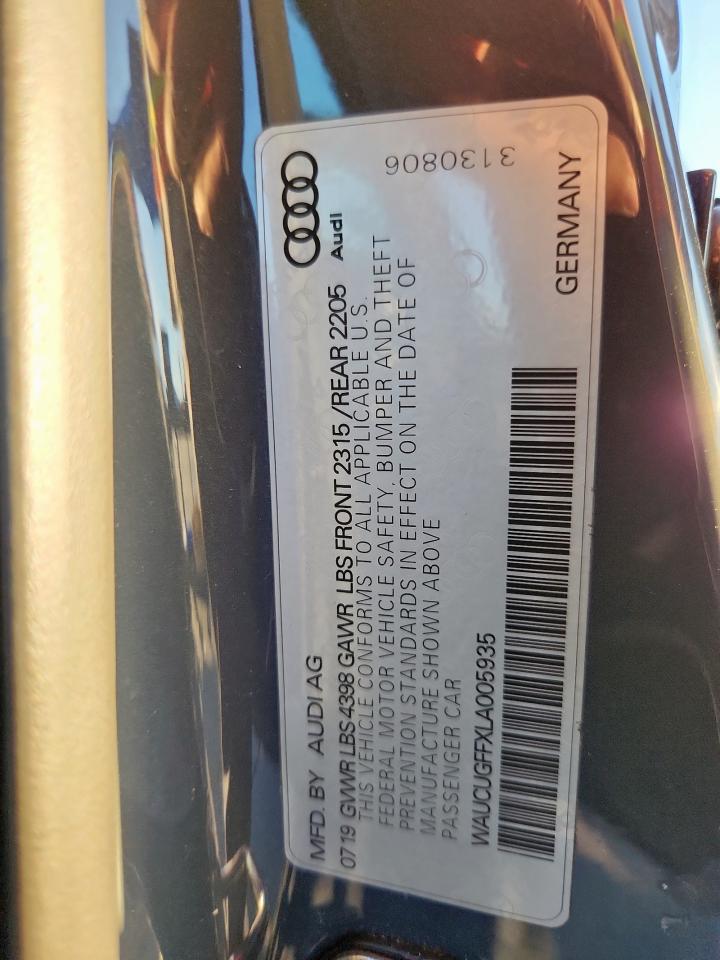 MFD. BY AUDI AG
07 19 GVWR LBS 4398 GAWR LBS FRONT 2315 /REAR 2205
Audi
THIS VEHICLE CONFORMS TO ALL APPLICABLE U.S.
FEDERAL MOTOR VEHICLE SAFETY, BUMPER AND THEFT
PREVENTION STANDARDS IN EFFECT ON THE DATE OF
MANUFACTURE SHOWN ABOVE
PASSENGER CAR
3130806
WAUCUGFFXLA005935
GERMANY